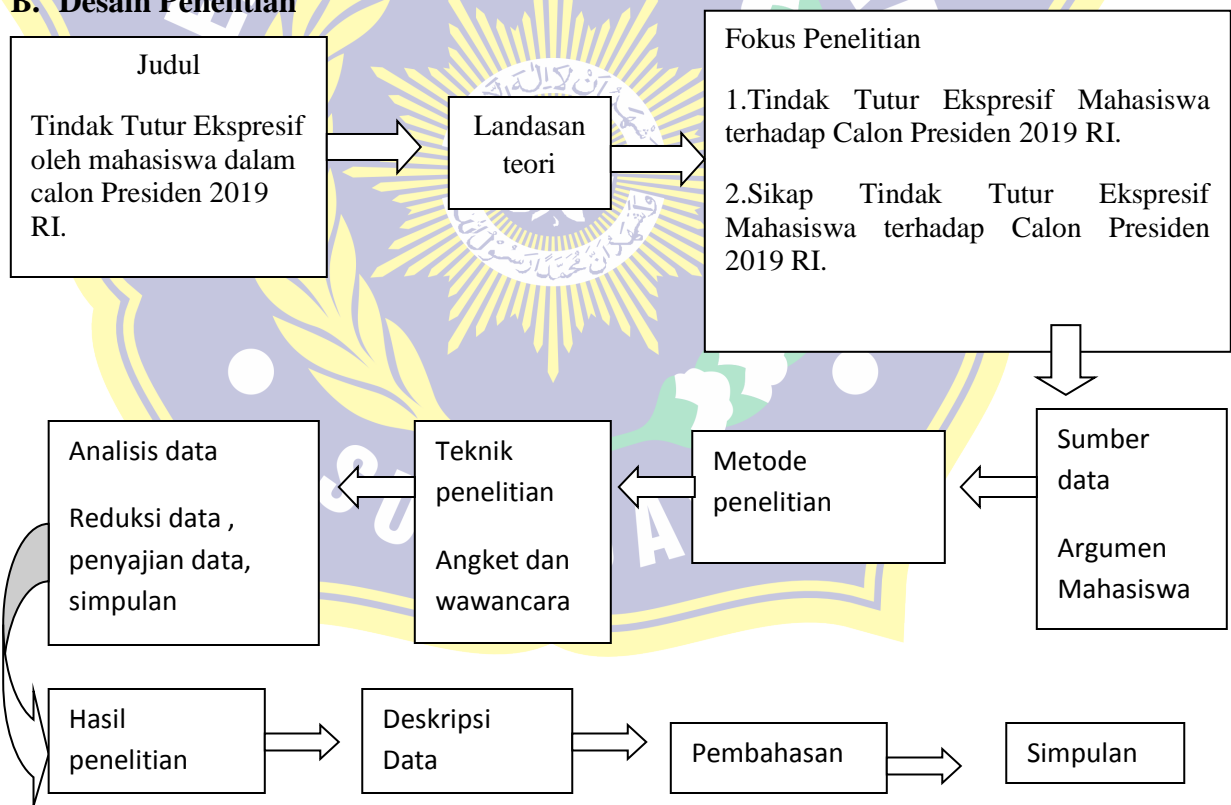 B. Desain Penelitian
Judul
Tindak Tutur Ekspresif
oleh mahasiswa dalam
calon Presiden 2019
RI.
Landasan
teori
Fokus Penelitian
1.Tindak Tutur Ekspresif Mahasiswa
terhadap Calon Presiden 2019 RI.
2.Sikap Tindak Tutur Ekspresif
Mahasiswa terhadap Calon Presiden
2019 RI.
Sumber
data
Argumen
Mahasiswa
Metode
penelitian
Teknik
penelitian
Angket dan
wawancara
Analisis data
Reduksi data ,
penyajian data,
simpulan
Hasil
penelitian
Deskripsi
Data
Pembahasan
Simpulan